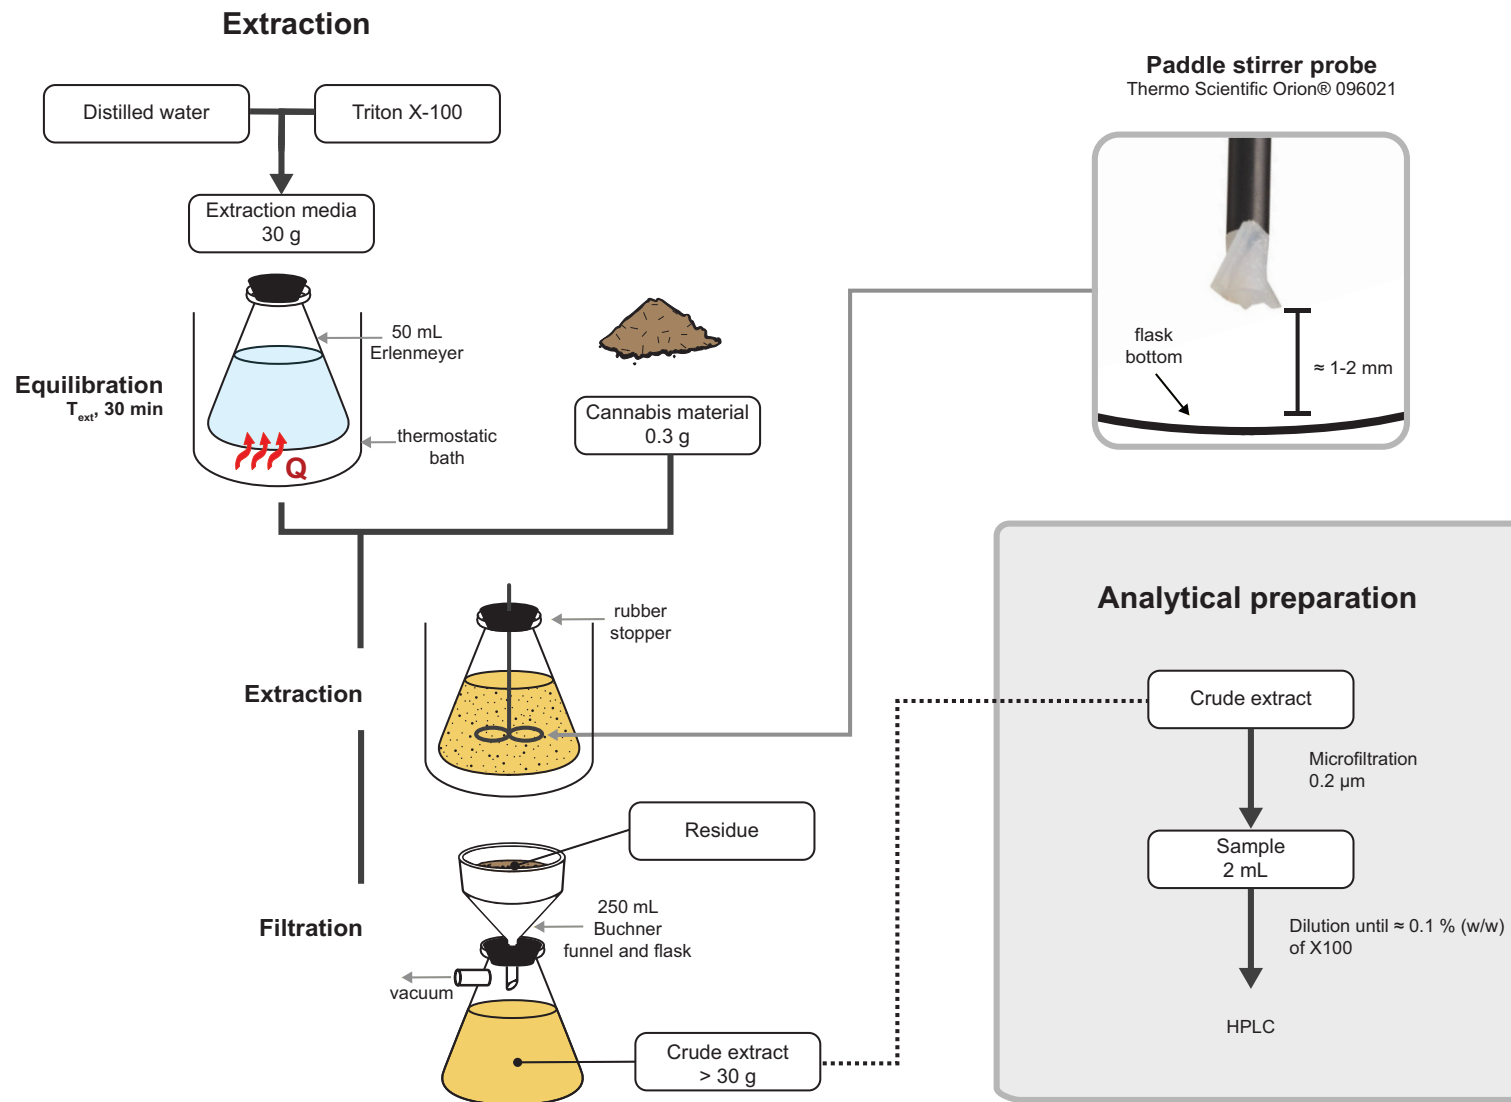 Extraction
Distilled water
Triton X-100
Extraction media
30 g
50 mL
Erlenmeyer
Equilibration
Text, 30 min
thermostatic
bath
Q
Cannabis material
0.3 g
Paddle stirrer probe
Thermo Scientific Orion® 096021
flask
bottom
≈ 1-2 mm
rubber
stopper
Extraction
Residue
250 mL
Buchner
funnel and flask
Filtration
vacuum
Crude extract
> 30 g
Analytical preparation
Crude extract
Microfiltration
0.2 µm
Sample
2 mL
Dilution until ≈ 0.1 % (w/w)
of X100
HPLC